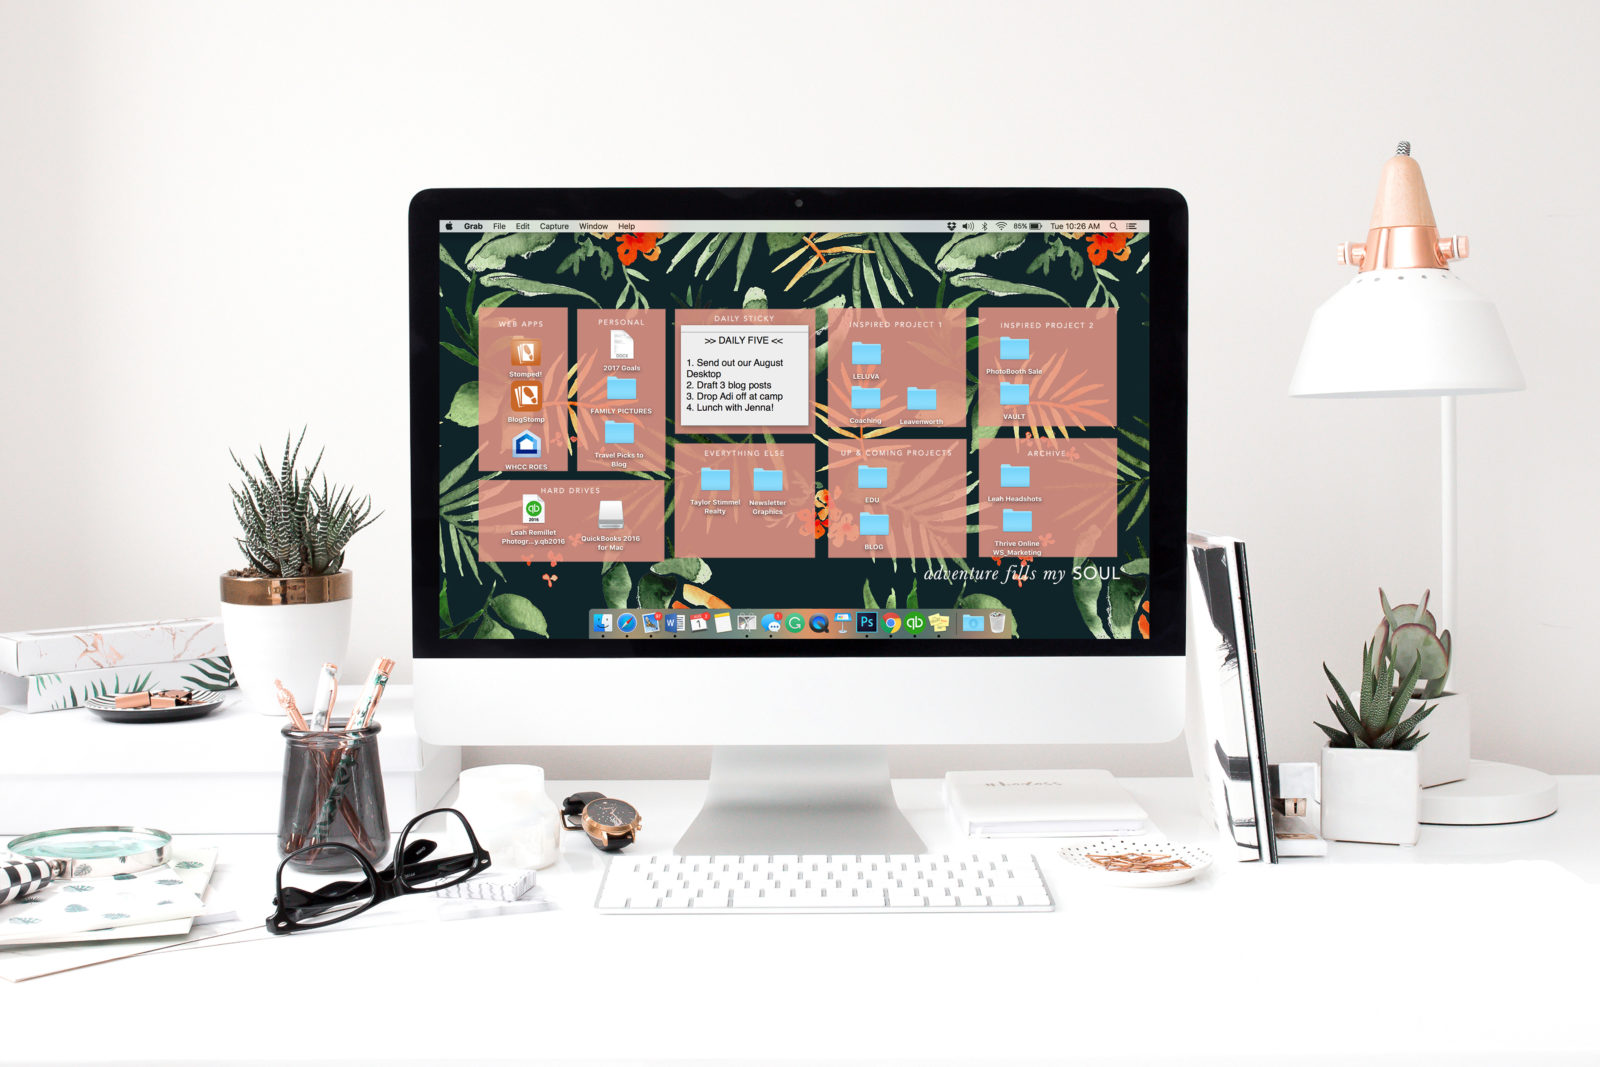 Grab File Edit Capture Window Help
85% Tue 10:26 AM
WEB APPS
Stomped!
BlogStomp
WHCC ROES
PERSONAL
DOCX
2017 Goals
FAMILY PICTURES
Travel Picks to
Blog
DAILY STICKY
>> DAILY FIVE <<
1. Send out our August
Desktop
2. Draft 3 blog posts
3. Drop Adi off at camp
4. Lunch with Jenna!
INSPIRED PROJECT 1
LELUVA
Coaching
Leavenworth
INSPIRED PROJECT 2
PhotoBooth Sale
VAULT
HARD DRIVES
qb
2016
Leah Remillet
Photogr...y.qb2016
QuickBooks 2016
for Mac
EVERYTHING ELSE
Taylor Stimmel
Realty
Newsletter
Graphics
UP & COMING PROJECTS
EDU
BLOG
ARCHIVE
Leah Headshots
Thrive Online
WS_Marketing
adventure fills my SOUL
W
1
Ps
qb